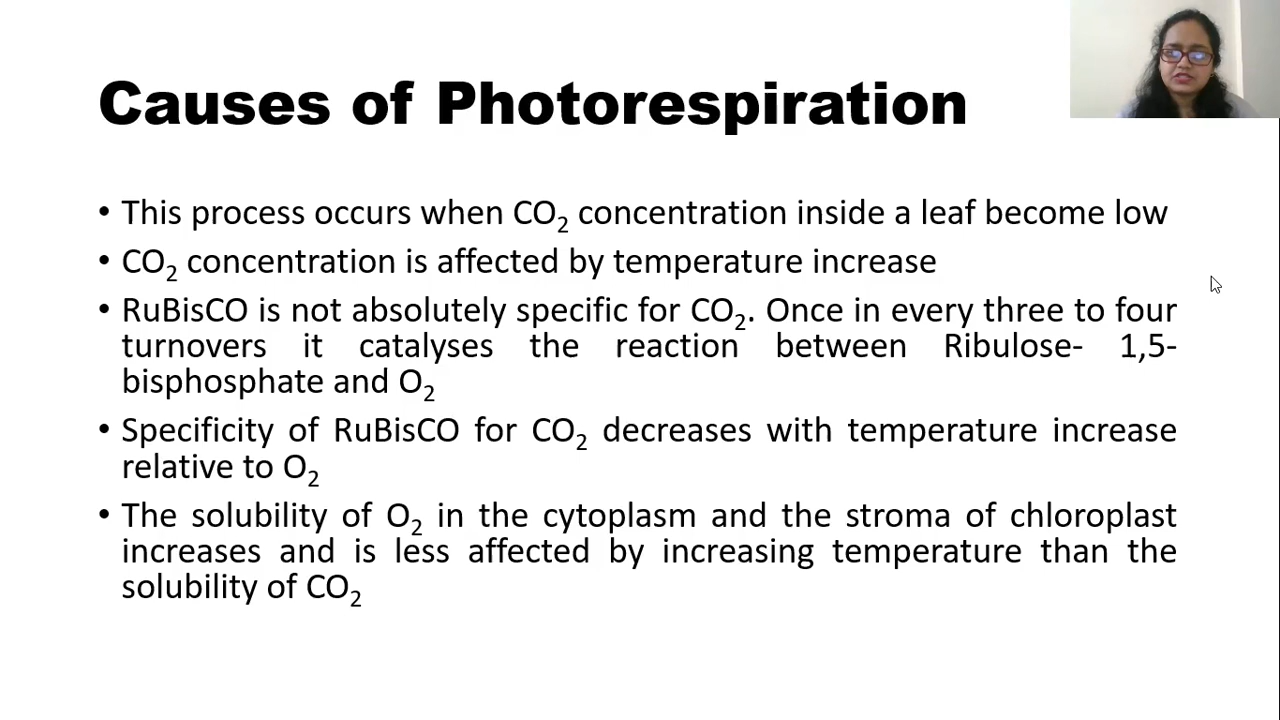 Causes of Photorespiration
• This process occurs when CO₂ concentration inside a leaf become low
• CO₂ concentration is affected by temperature increase
• RuBisCO is not absolutely specific for CO₂. Once in every three to four
turnovers it catalyses the reaction between Ribulose- 1,5-
bisphosphate and O₂
• Specificity of RuBisCO for CO₂ decreases with temperature increase
relative to O₂
• The solubility of O₂ in the cytoplasm and the stroma of chloroplast
increases and is less affected by increasing temperature than the
solubility of CO₂